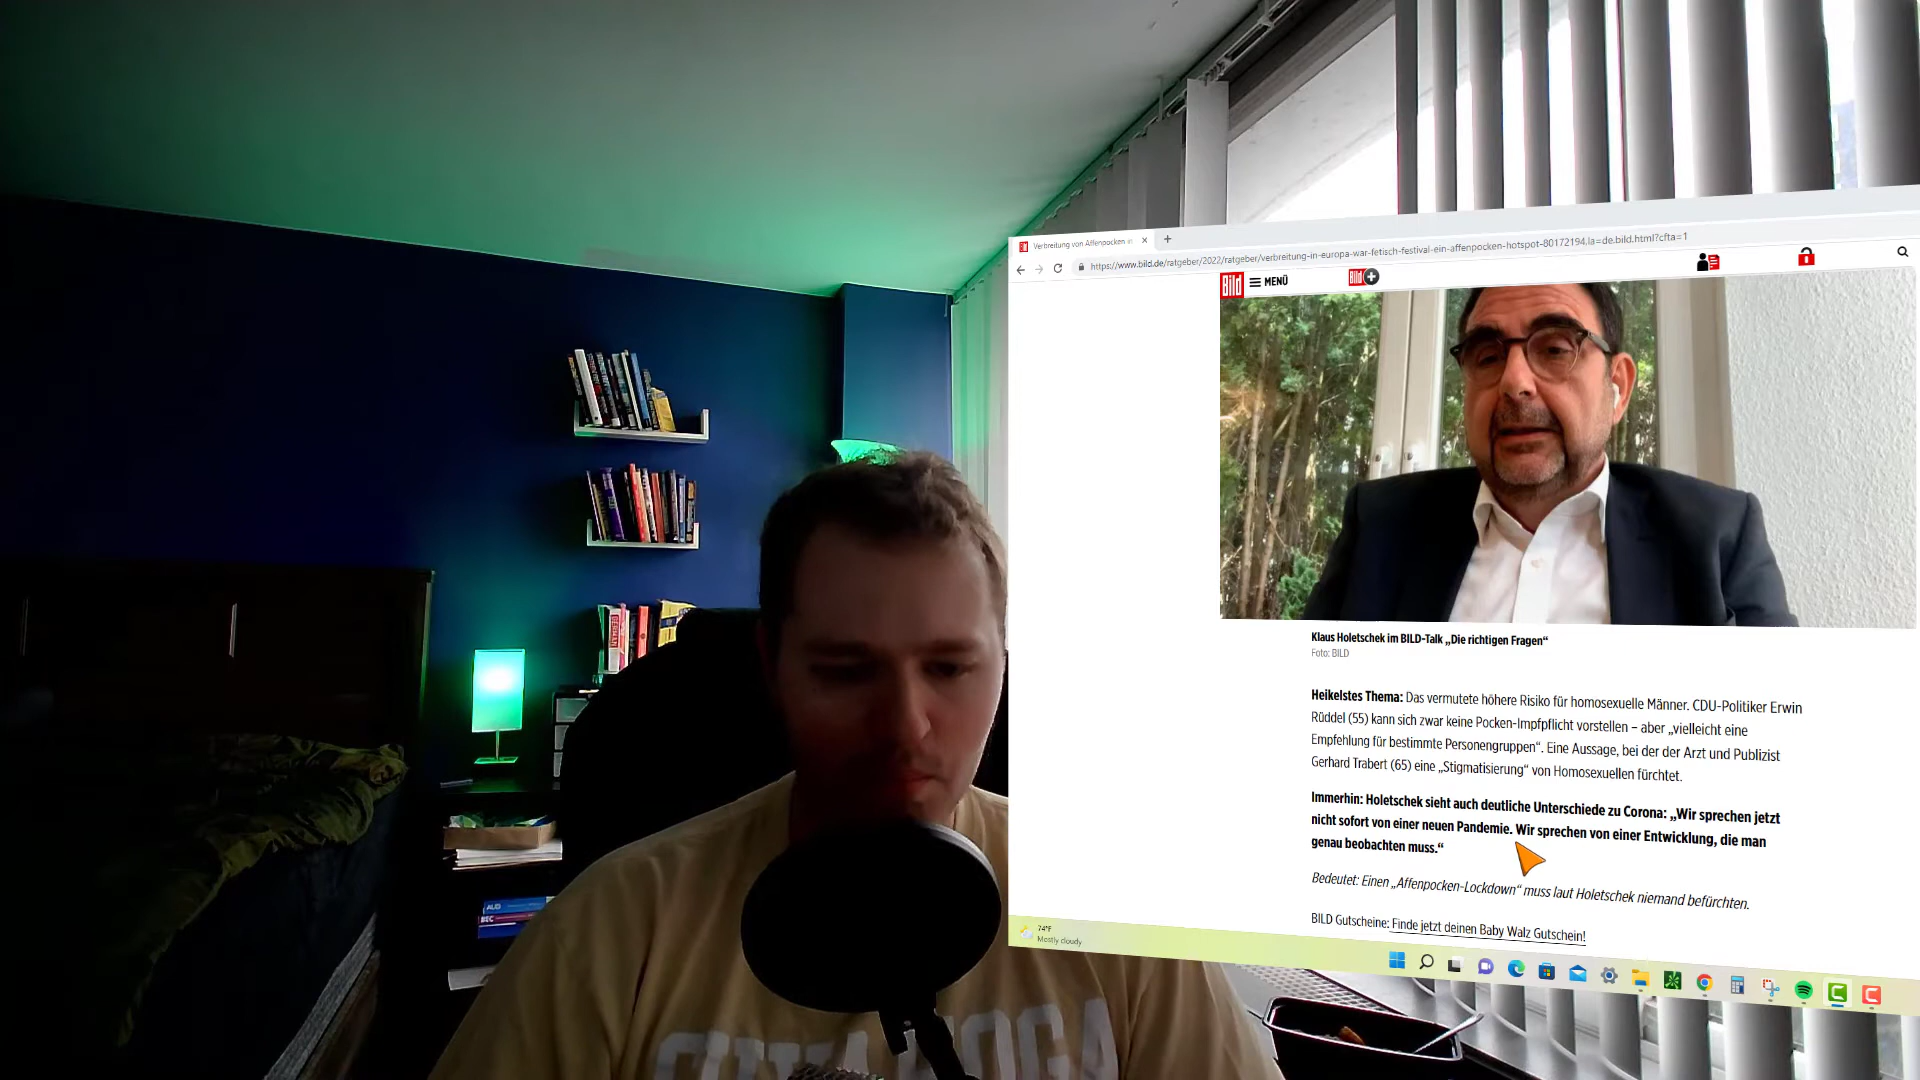 Verbreitung von Affenpocken in
https://www.bild.de/ratgeber/2022/ratgeber/verbreitung-in-europa-war-fetisch-festival-ein-affenpocken-hotspot-80172194,la=de.bild.html?cfta=1
Bild MENÜ Bild
Klaus Holetschek im BILD-Talk „Die richtigen Fragen“
Foto: BILD
Heikelstes Thema: Das vermutete höhere Risiko für homosexuelle Männer. CDU-Politiker Erwin
Rüddel (55) kann sich zwar keine Pocken-Impfpflicht vorstellen – aber „vielleicht eine
Empfehlung für bestimmte Personengruppen“. Eine Aussage, bei der der Arzt und Publizist
Gerhard Trabert (65) eine „Stigmatisierung“ von Homosexuellen fürchtet.
Immerhin: Holetschek sieht auch deutliche Unterschiede zu Corona: „Wir sprechen jetzt
nicht sofort von einer neuen Pandemie. Wir sprechen von einer Entwicklung, die man
genau beobachten muss.“
Bedeutet: Einen „Affenpocken-Lockdown“ muss laut Holetschek niemand befürchten.
BILD Gutscheine: Finde jetzt deinen Baby Walz Gutschein!
74°F
Mostly cloudy
AUD
BEC